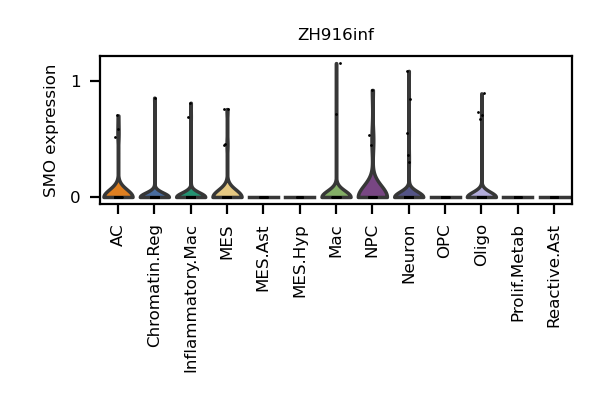 ZH916inf
SMO expression
1
0
AC
Chromatin.Reg
Inflammatory.Mac
MES
MES.Ast
MES.Hyp
Mac
NPC
Neuron
OPC
Oligo
Prolif.Metab
Reactive.Ast